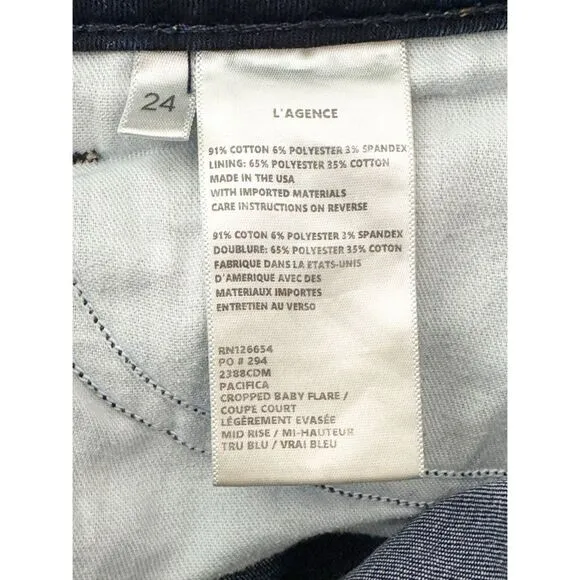 24
L'AGENCE
91% COTTON 6% POLYESTER 3% SPANDEX
LINING: 65% POLYESTER 35% COTTON
MADE IN THE USA
WITH IMPORTED MATERIALS
CARE INSTRUCTIONS ON REVERSE
91% COTON 6% POLYESTER 3% SPANDEX
DOUBLURE: 65% POLYESTER 35% COTON
FABRIQUE DANS LA ETATS-UNIS
D'AMERIQUE AVEC DES
MATERIAUX IMPORTES
ENTRETIEN AU VERSO
RN126654
PO # 294
2388CDM
PACIFICA
CROPPED BABY FLARE /
COUPE COURT
LÉGÈREMENT EVASÉE
MID RISE / MI-HAUTEUR
TRU BLU / VRAI BLEU